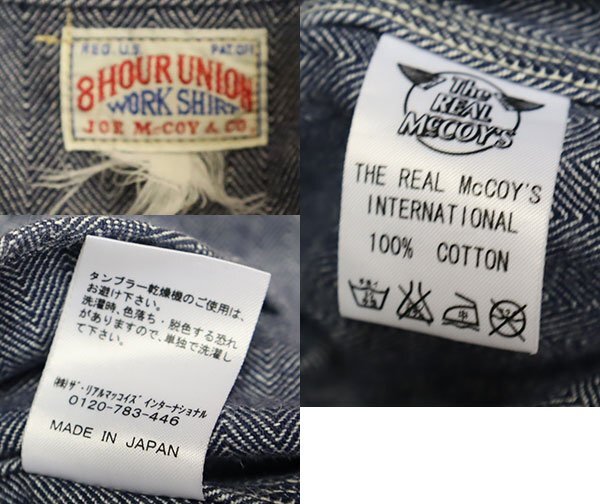 REG. U.S. PAT. OFF.
8 HOUR UNION
WORK SHIRT
JOE McCOY & CO.
The
REAL
McCOY'S
THE REAL McCOY'S
INTERNATIONAL
100% COTTON
タンブラー乾燥機のご使用は、
お避け下さい。
洗濯時、色落ち・脱色する恐れ
がありますので、単独で洗濯し
て下さい。
㈱ザ・リアルマッコイズ インターナショナル
0120-783-446
MADE IN JAPAN